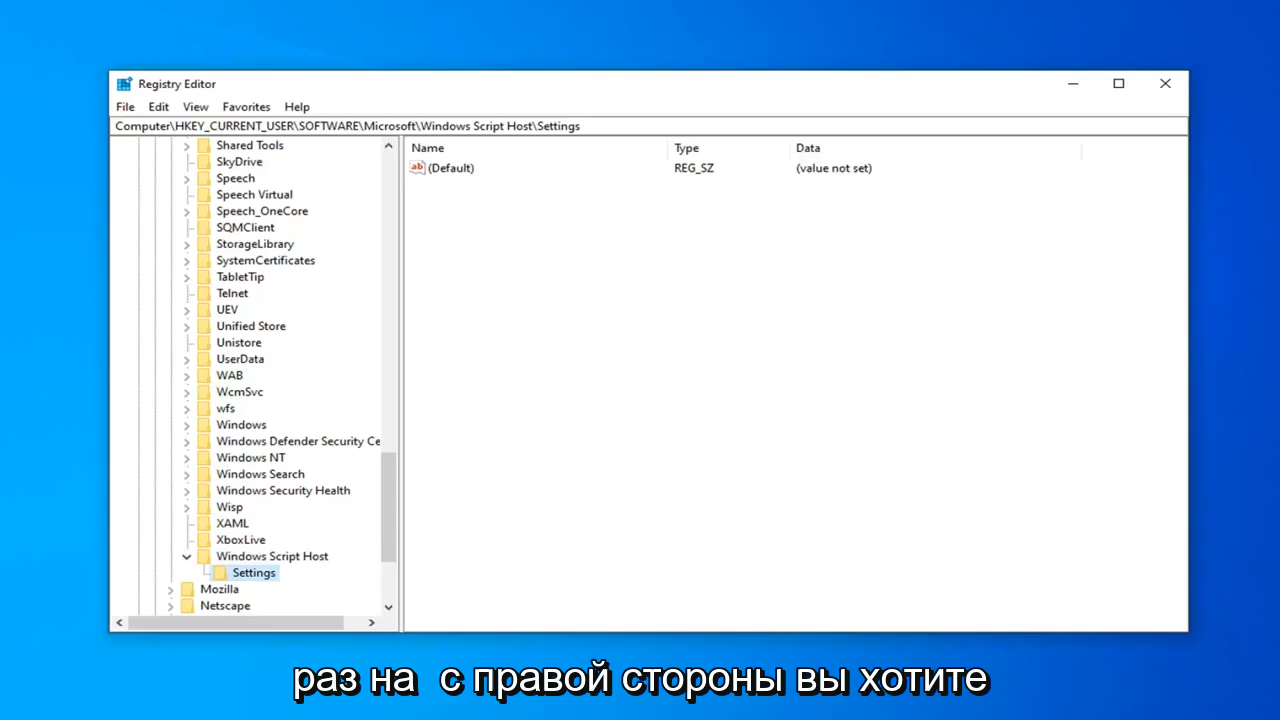 Registry Editor
File Edit View Favorites Help
Computer\HKEY_CURRENT_USER\SOFTWARE\Microsoft\Windows Script Host\Settings
Name Type Data
ab (Default) REG_SZ (value not set)
Shared Tools
SkyDrive
Speech
Speech Virtual
Speech_OneCore
SQMClient
StorageLibrary
SystemCertificates
TabletTip
Telnet
UEV
Unified Store
Unistore
UserData
WAB
WcmSvc
wfs
Windows
Windows Defender Security Ce
Windows NT
Windows Search
Windows Security Health
Wisp
XAML
XboxLive
Windows Script Host
Settings
Mozilla
Netscape
раз на с правой стороны вы хотите